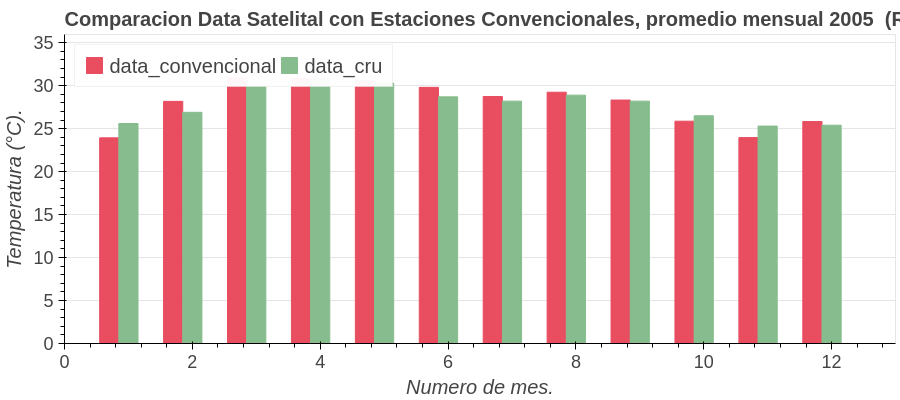 Comparacion Data Satelital con Estaciones Convencionales, promedio mensual 2005 (R
data_convencional data_cru
Temperatura (°C).
35
30
25
20
15
10
5
0
0 2 4 6 8 10 12
Numero de mes.